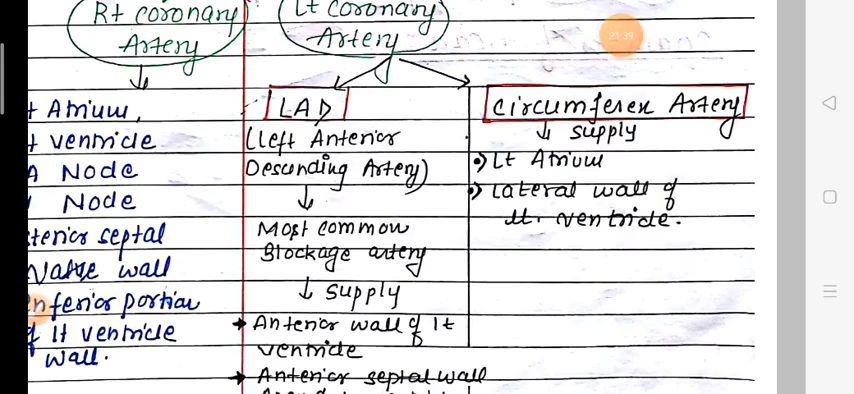 Rt coronary
Artery
Lt coronary
Artery
t Atrium,
t ventricle
A Node
Node
sterior septal
Valve wall
Inferior portion
f lt ventricle
wall.
LAD
(left Anterior
Descending Artery)
Most common
Blockage artery
supply
Anterior wall of lt
ventricle
Anterior septal wall
Circumferex Artery
supply
Lt Atrium
Lateral wall of
lt. ventricle.
21:39